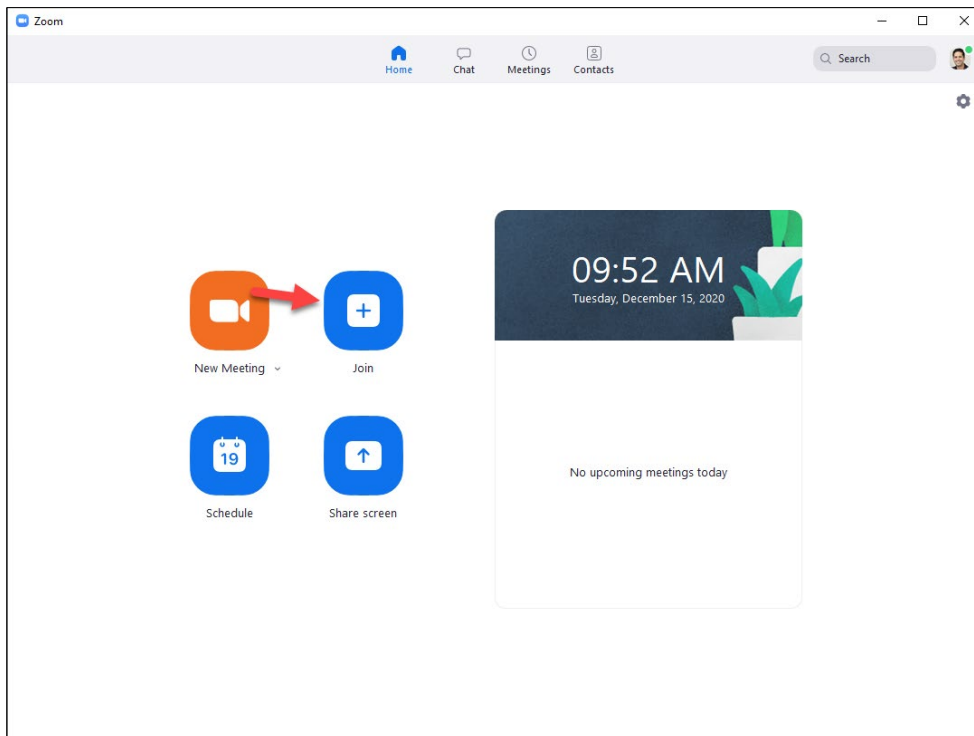 Zoom
Home
Chat
Meetings
Contacts
Search
09:52 AM
Tuesday, December 15, 2020
New Meeting
Join
19
Schedule
Share screen
No upcoming meetings today